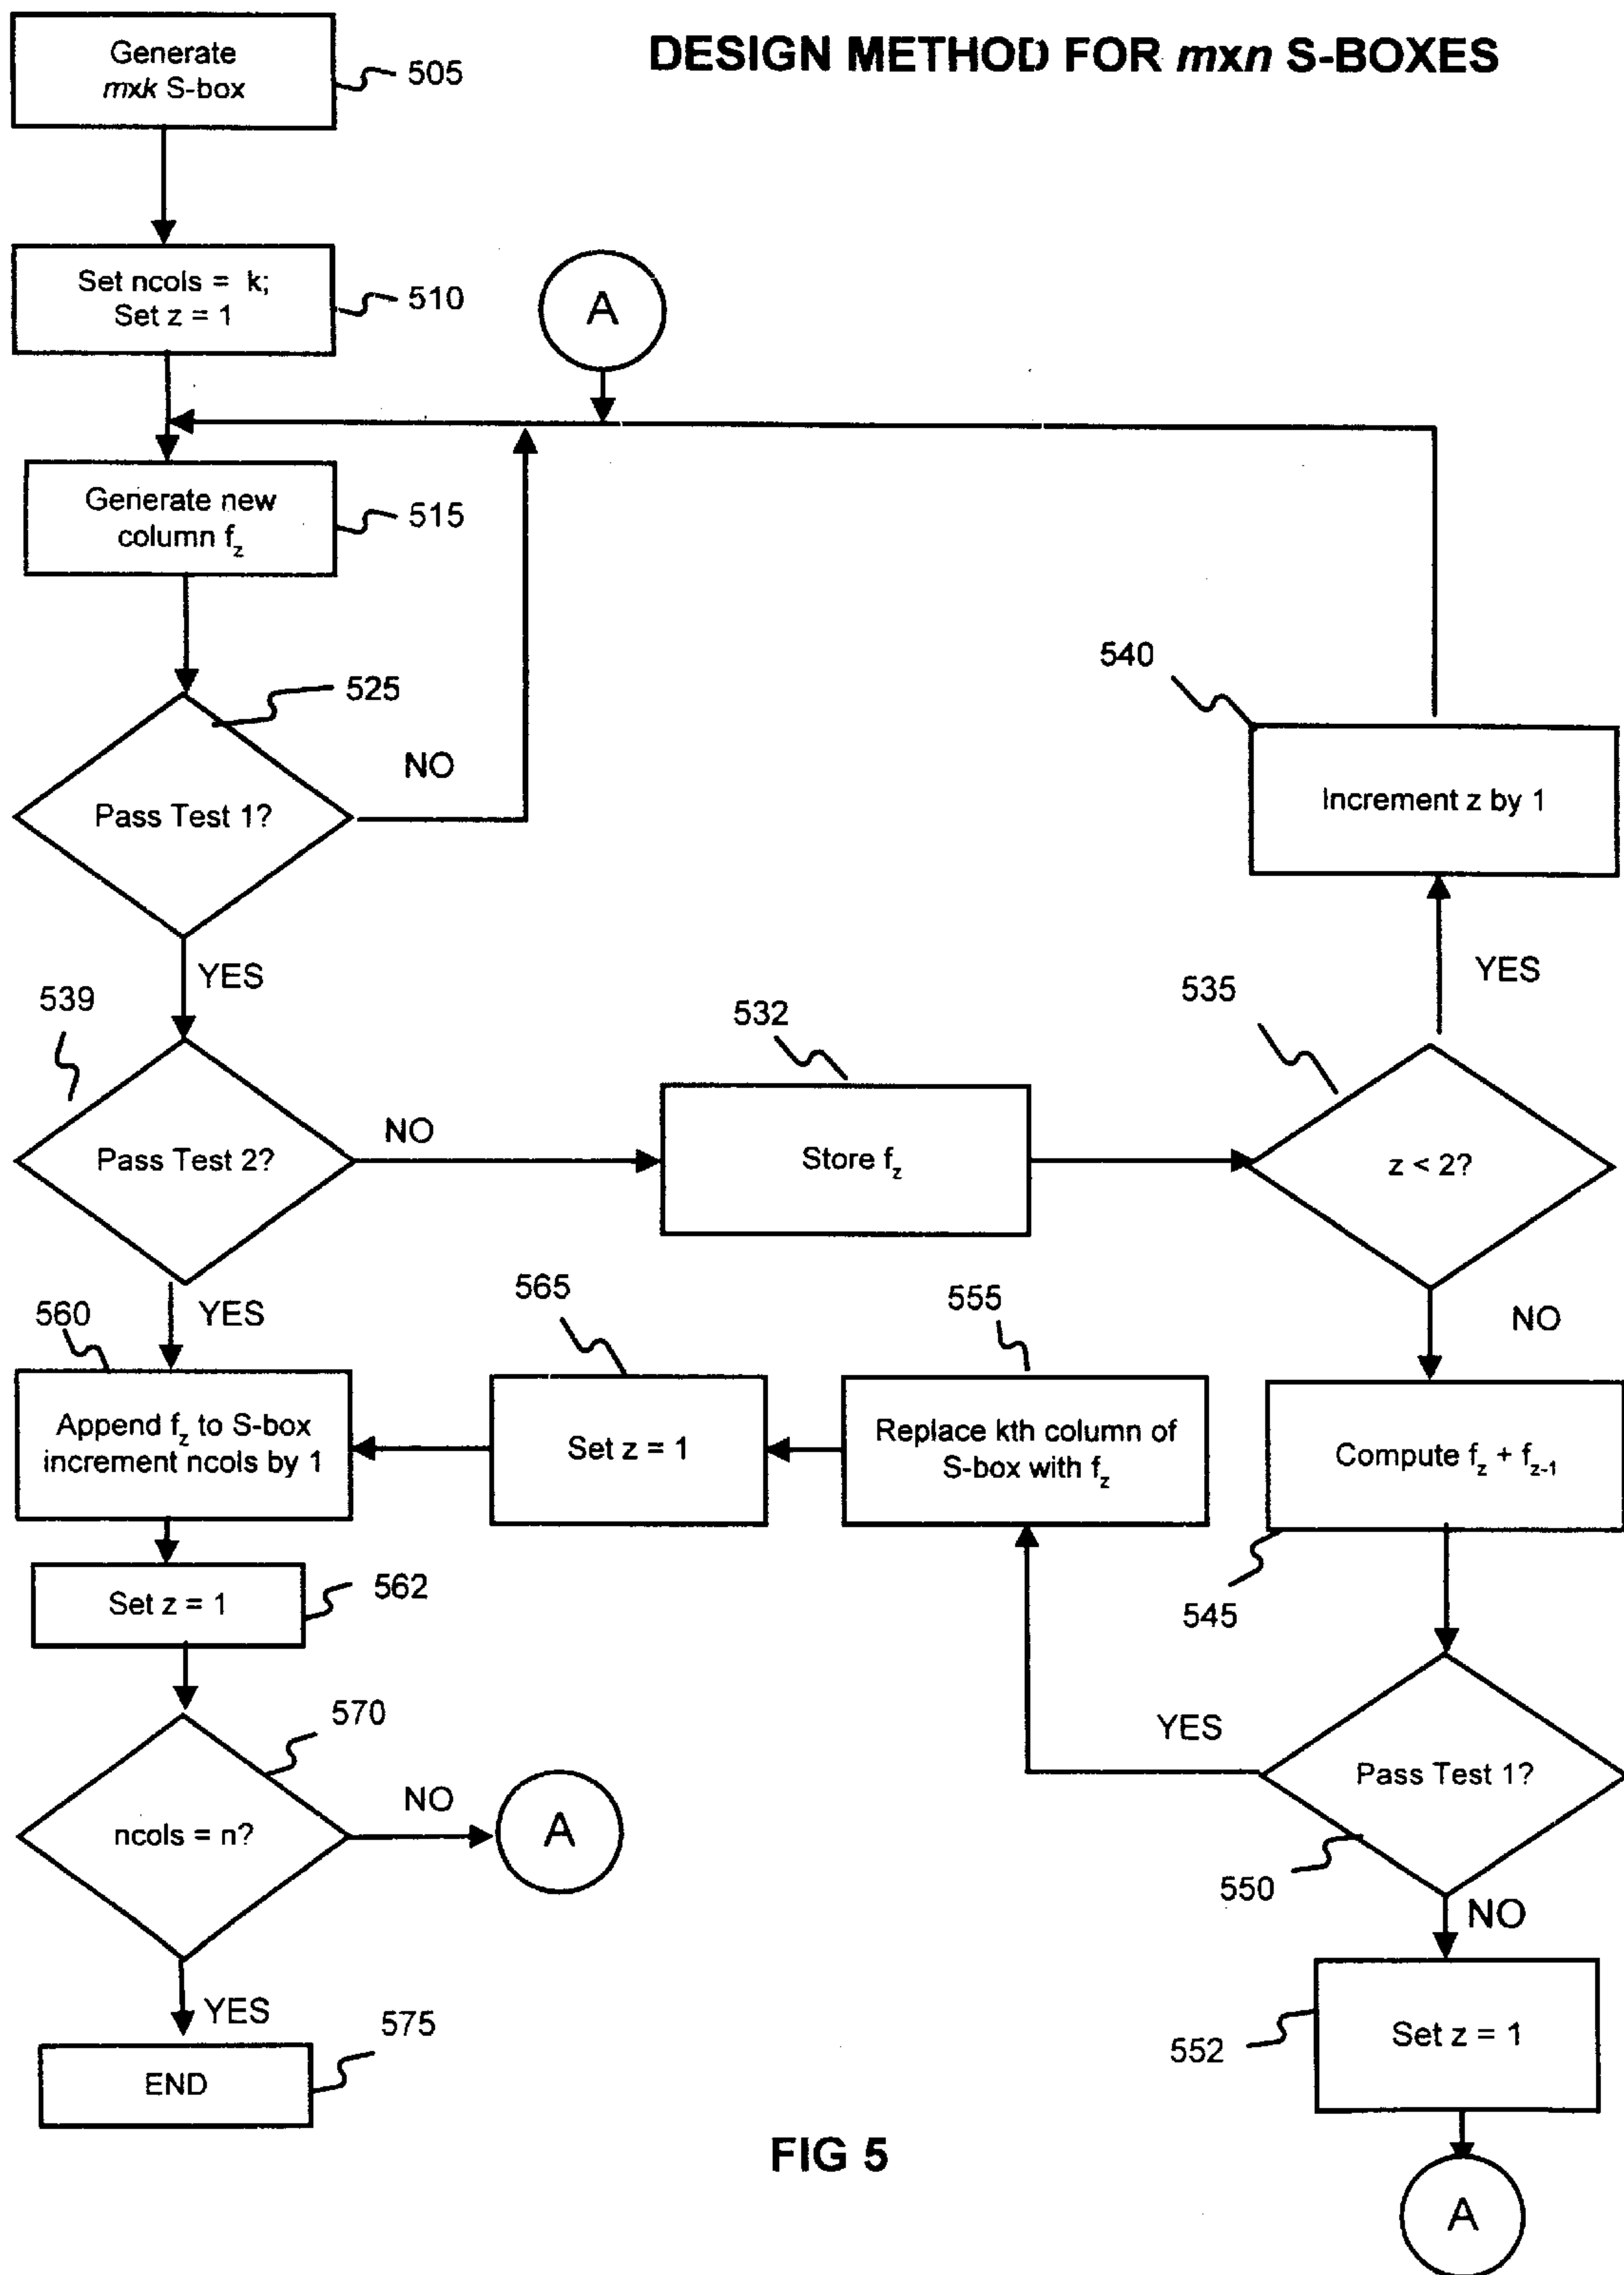 DESIGN METHOD FOR mxn S-BOXES
Generate
mxk S-box
505
Set ncols = k;
Set z = 1
510
A
Generate new
column fz
515
525
Pass Test 1?
NO
YES
540
Increment z by 1
YES
539
Pass Test 2?
NO
532
Store fz
535
z < 2?
YES
NO
560
Append fz to S-box
increment ncols by 1
565
Set z = 1
555
Replace kth column of
S-box with fz
Compute fz + fz-1
545
Set z = 1
562
570
ncols = n?
NO
A
YES
Pass Test 1?
550
NO
YES
END
575
Set z = 1
552
A
FIG 5